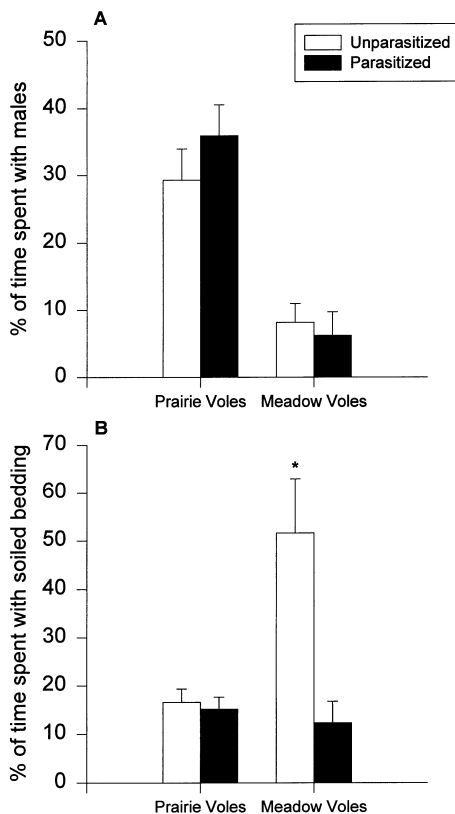 A
Unparasitized
Parasitized
% of time spent with males
50
40
30
20
10
0
Prairie Voles Meadow Voles
B
% of time spent with soiled bedding
70
60
50
40
30
20
10
0
*
Prairie Voles Meadow Voles